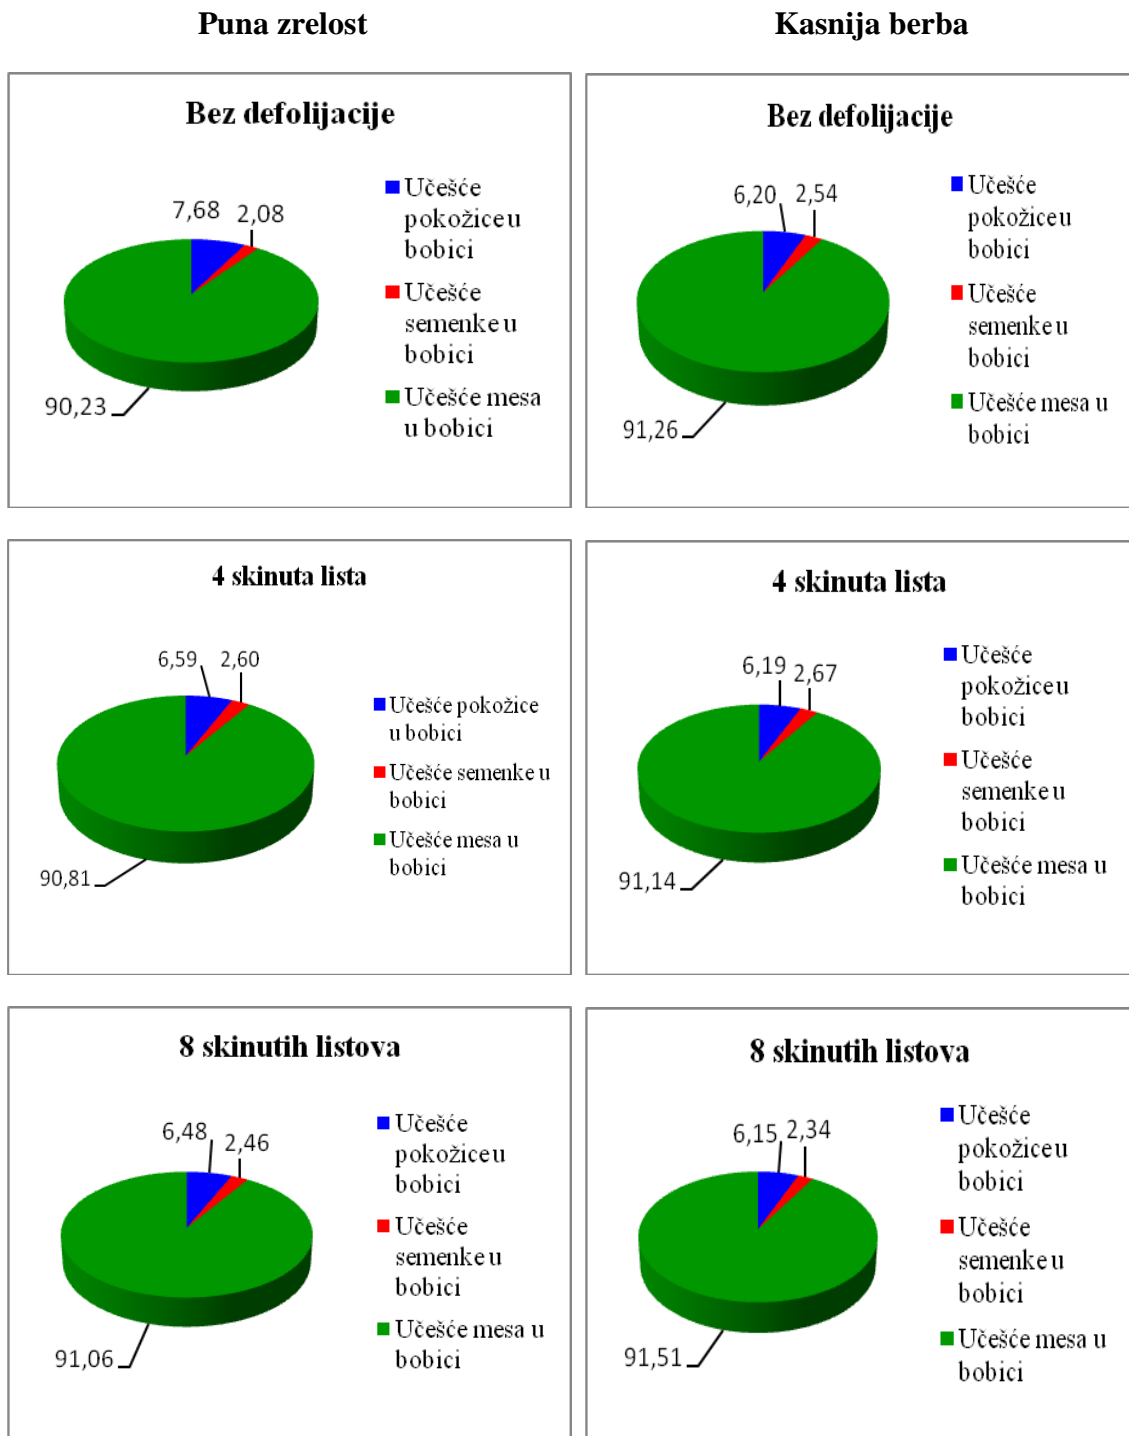 Puna zrelost
Kasnija berba
Bez defolijacije
7,68
2,08
90,23
Učešće
pokožice u
bobici
Učešće
semenke u
bobici
Učešće mesa
u bobici
Bez defolijacije
6,20
2,54
91,26
Učešće
pokožice u
bobici
Učešće
semenke u
bobici
Učešće mesa u
bobici
4 skinuta lista
6,59
2,60
90,81
Učešće pokožice
u bobici
Učešće semenke u
bobici
Učešće mesa u
bobici
4 skinuta lista
6,19
2,67
91,14
Učešće
pokožice u
bobici
Učešće
semenke u
bobici
Učešće mesa u
bobici
8 skinutih listova
6,48
2,46
91,06
Učešće
pokožice u
bobici
Učešće
semenke u
bobici
Učešće mesa u
bobici
8 skinutih listova
6,15
2,34
91,51
Učešće
pokožice u
bobici
Učešće
semenke u
bobici
Učešće mesa u
bobici